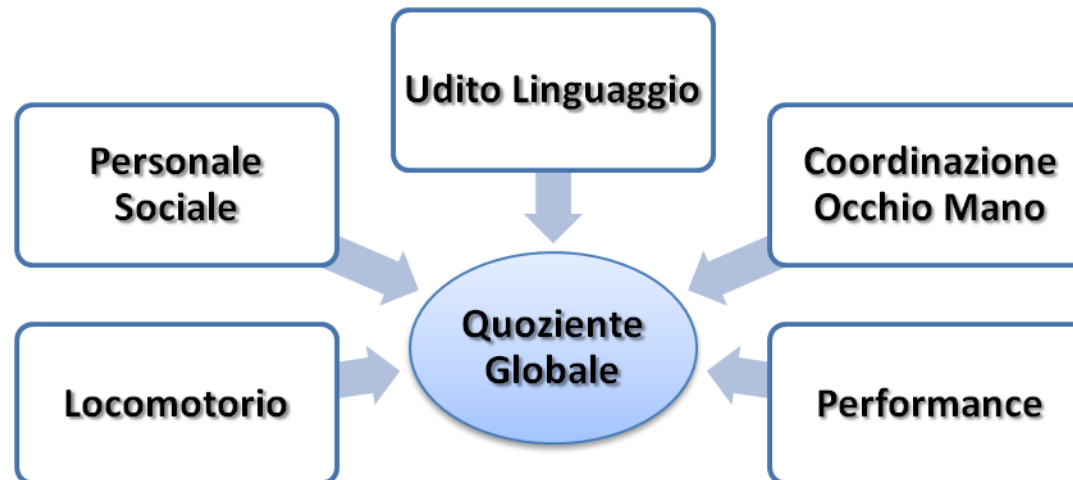 Udito Linguaggio
Personale
Sociale
Coordinazione
Occhio Mano
Quoziente
Globale
Locomotorio
Performance